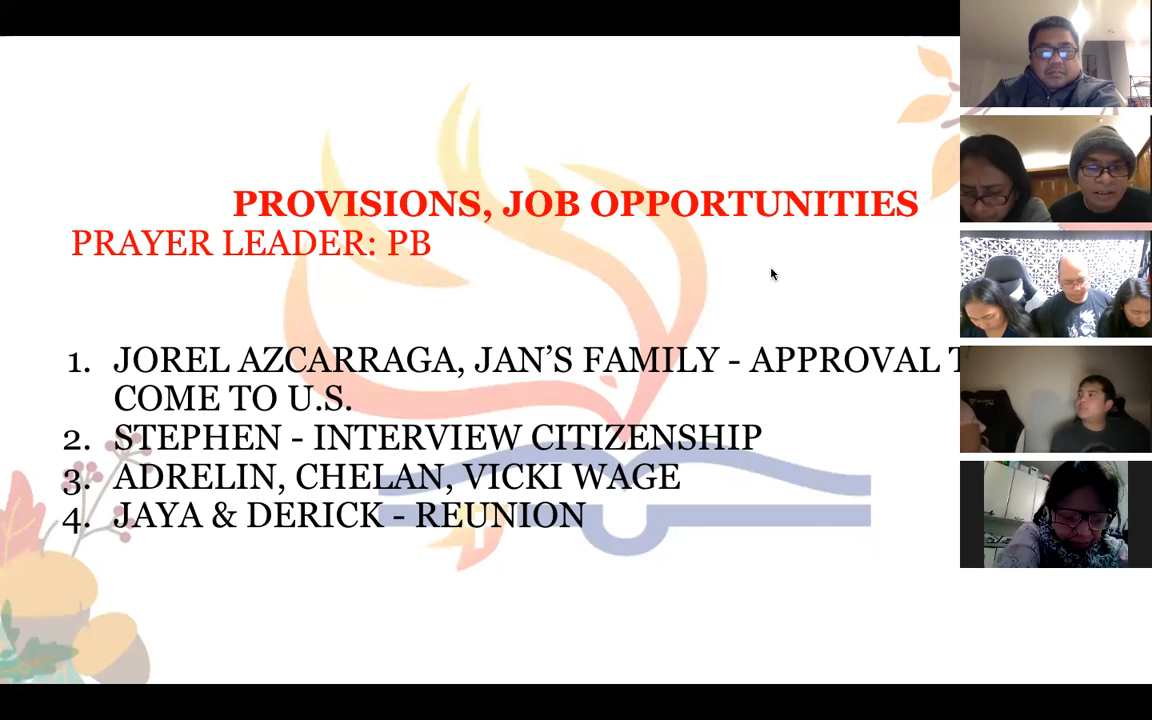 PROVISIONS, JOB OPPORTUNITIES
PRAYER LEADER: PB
1. JOREL AZCARRAGA, JAN’S FAMILY - APPROVAL T
COME TO U.S.
2. STEPHEN - INTERVIEW CITIZENSHIP
3. ADRELIN, CHELAN, VICKI WAGE
4. JAYA & DERICK - REUNION